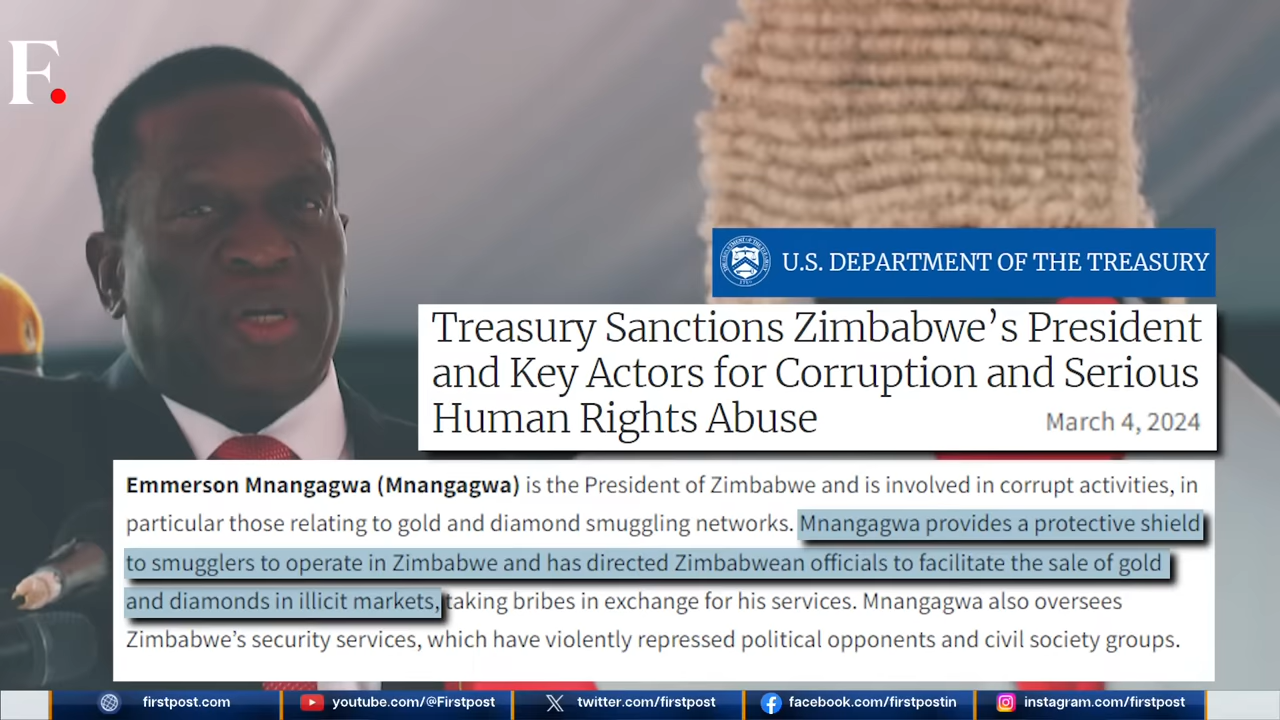 F.
U.S. DEPARTMENT OF THE TREASURY
Treasury Sanctions Zimbabwe's President
and Key Actors for Corruption and Serious
Human Rights Abuse
March 4, 2024
Emmerson Mnangagwa (Mnangagwa) is the President of Zimbabwe and is involved in corrupt activities, in
particular those relating to gold and diamond smuggling networks. Mnangagwa provides a protective shield
to smugglers to operate in Zimbabwe and has directed Zimbabwean officials to facilitate the sale of gold
and diamonds in illicit markets, taking bribes in exchange for his services. Mnangagwa also oversees
Zimbabwe's security services, which have violently repressed political opponents and civil society groups.
firstpost.com youtube.com/@Firstpost twitter.com/firstpost facebook.com/firstpostin instagram.com/firstpost